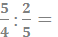 5/4 : 2/5 =